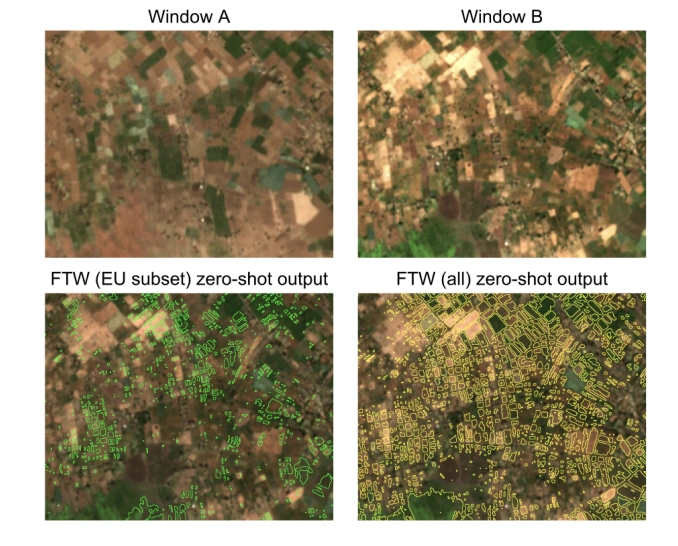 Window A
Window B
FTW (EU subset) zero-shot output
FTW (all) zero-shot output